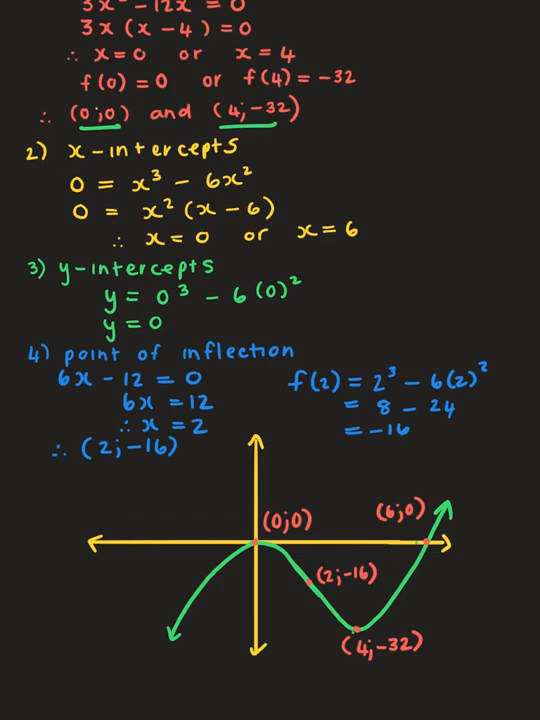 3x² - 12x = 0
3x (x - 4) = 0
∴ x = 0 or x = 4
f(0) = 0 or f(4) = -32
∴ (0;0) and (4;-32)
2) x-intercepts
0 = x³ - 6x²
0 = x² (x - 6)
∴ x = 0 or x = 6
3) y-intercepts
y = 0³ - 6(0)²
y = 0
4) point of inflection
6x - 12 = 0
6x = 12
∴ x = 2
∴ (2;-16)
f(2) = 2³ - 6(2)²
= 8 - 24
= -16
(0;0)
(6;0)
(2;-16)
(4;-32)